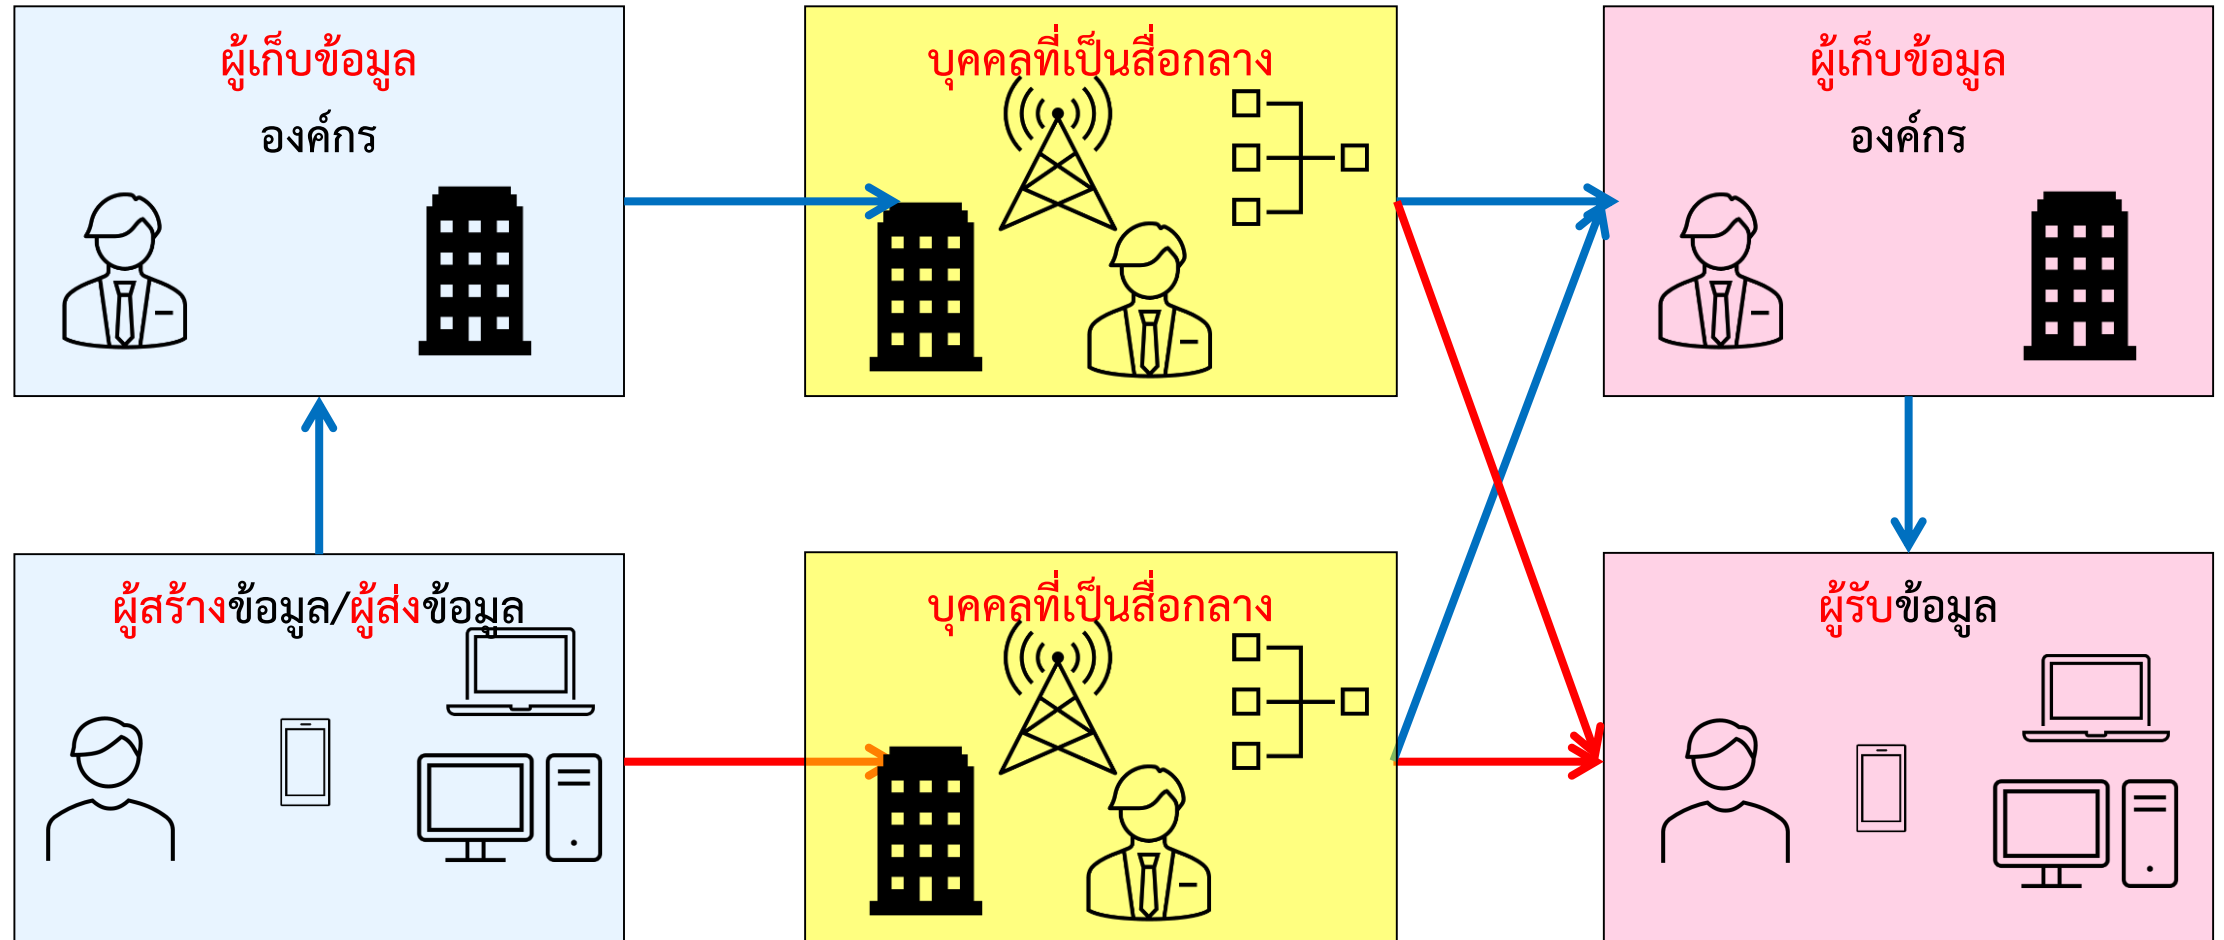 ผู้เก็บข้อมูล
องค์กร
บุคคลที่เป็นสื่อกลาง
ผู้เก็บข้อมูล
องค์กร
ผู้สร้างข้อมูล/ผู้ส่งข้อมูล
บุคคลที่เป็นสื่อกลาง
ผู้รับข้อมูล